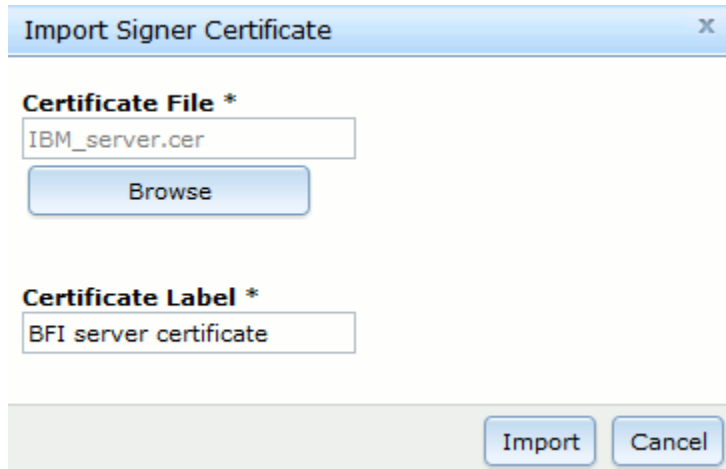 Import Signer Certificate x
Certificate File *
IBM_server.cer
Browse
Certificate Label *
BFI server certificate
Import Cancel